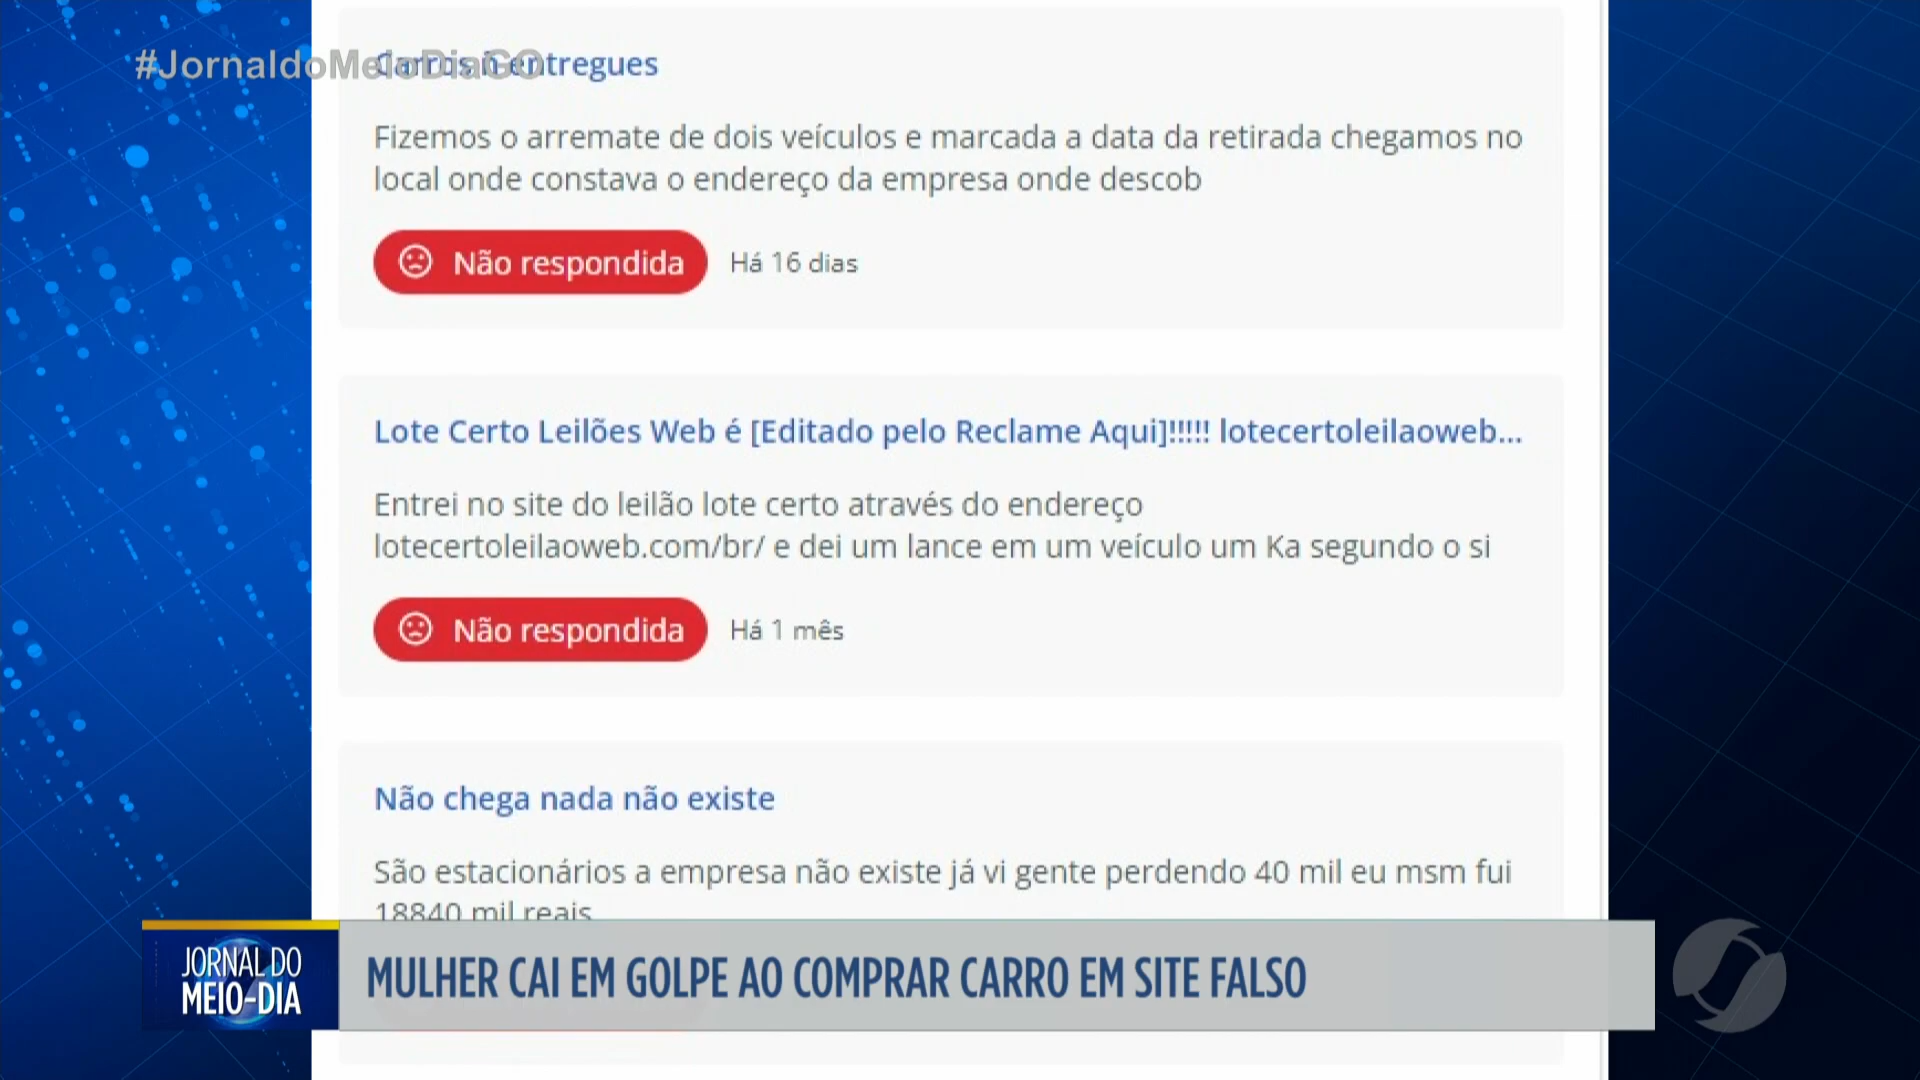 #JornaldoMeioDiaGO
Carros ñ entregues
Fizemos o arremate de dois veículos e marcada a data da retirada chegamos no
local onde constava o endereço da empresa onde descob
Não respondida Há 16 dias
Lote Certo Leilões Web é [Editado pelo Reclame Aqui]!!!!! lotecertoleilaoweb...
Entrei no site do leilão lote certo através do endereço
lotecertoleilaoweb.com/br/ e dei um lance em um veículo um Ka segundo o si
Não respondida Há 1 mês
Não chega nada não existe
São estacionários a empresa não existe já vi gente perdendo 40 mil eu msm fui
18840 mil reais
JORNAL DO
MEIO-DIA
MULHER CAI EM GOLPE AO COMPRAR CARRO EM SITE FALSO